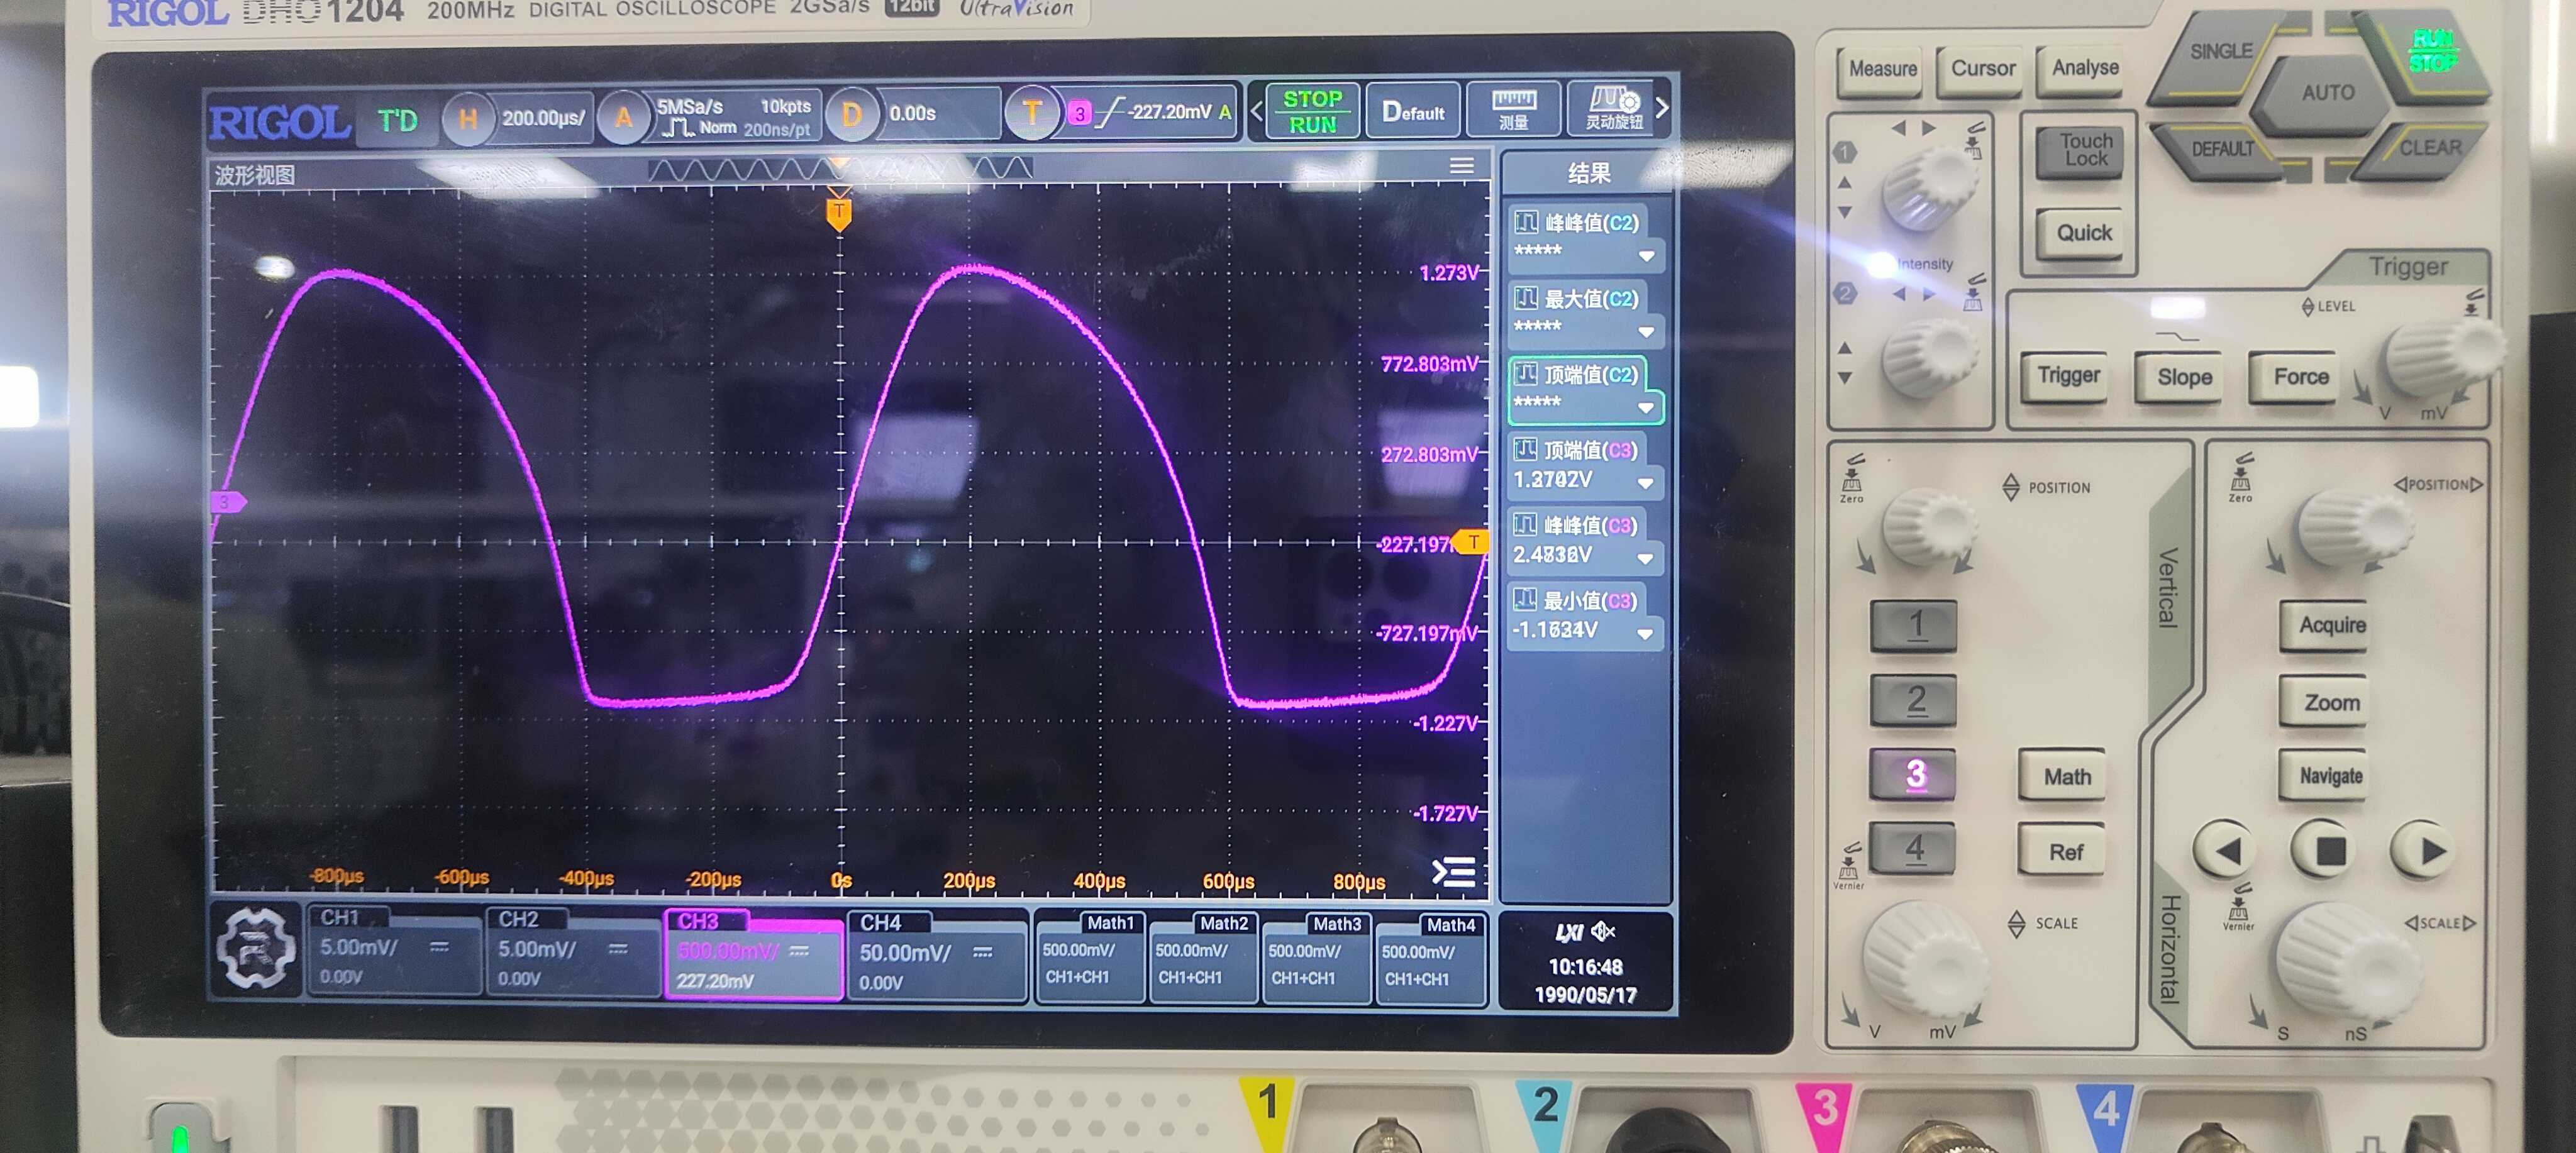 RIGOL DHO1204 200MHz DIGITAL OSCILLOSCOPE 2GSa/s 12bit UltraVision
RIGOL T'D H 200.00μs/ A 5MSa/s 10kpts Norm 200ns/pt D 0.00s T 3 -227.20mV A STOP RUN Default 测量 灵动旋钮
波形视图
T
1.273V
772.803mV
272.803mV
3
T
-727.197mV
-1.227V
-1.727V
-800μs -600μs -400μs -200μs 0s 200μs 400μs 600μs 800μs
结果
峰峰值(C2)
*****
最大值(C2)
*****
顶端值(C2)
*****
顶端值(C3)
峰峰值(C3)
最小值(C3)
CH1
5.00mV/
0.00V
CH2
5.00mV/
0.00V
CH3
500.00mV/
227.20mV
CH4
50.00mV/
0.00V
Math1
500.00mV/
CH1+CH1
Math2
500.00mV/
CH1+CH1
Math3
500.00mV/
CH1+CH1
Math4
500.00mV/
CH1+CH1
LXI
10:16:48
1990/05/17
Measure Cursor Analyse
SINGLE
RUN
STOP
AUTO
DEFAULT
CLEAR
1
Touch
Lock
Quick
Intensity
2
Trigger
LEVEL
Trigger Slope Force
V mV
Zero
POSITION
Vertical
1
2
3
4
Math
Ref
Vernier
SCALE
V mV
Zero
POSITION
Acquire
Zoom
Navigate
Horizontal
Vernier
SCALE
S nS
1 2 3 4